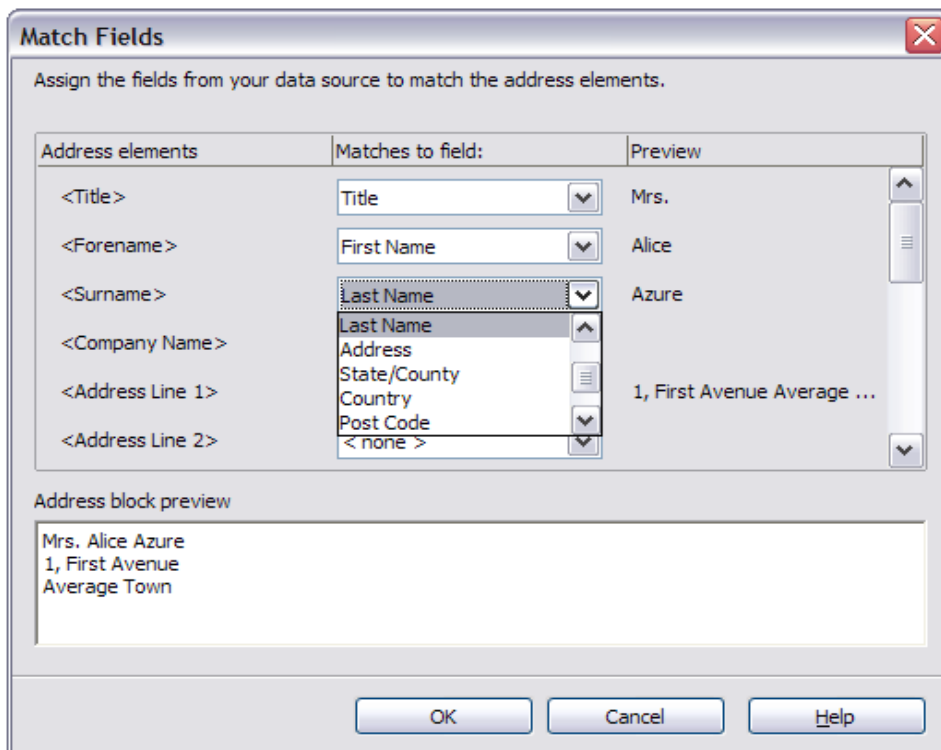 Match Fields
Assign the fields from your data source to match the address elements.
Address elements Matches to field: Preview
<Title> Title Mrs.
<Forename> First Name Alice
<Surname> Last Name Azure
Last Name
<Company Name>
Address
State/County
<Address Line 1> 1, First Avenue Average ...
Country
Post Code
<Address Line 2> < none >
Address block preview
Mrs. Alice Azure
1, First Avenue
Average Town
OK Cancel Help